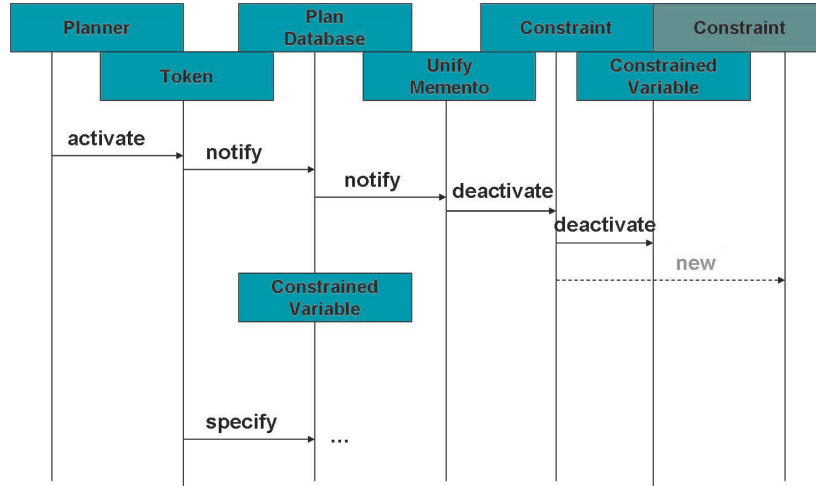 Planner
Plan
Database
Constraint
Constraint
Token
Unify
Memento
Constrained
Variable
activate
notify
notify
deactivate
deactivate
new
Constrained
Variable
specify
...